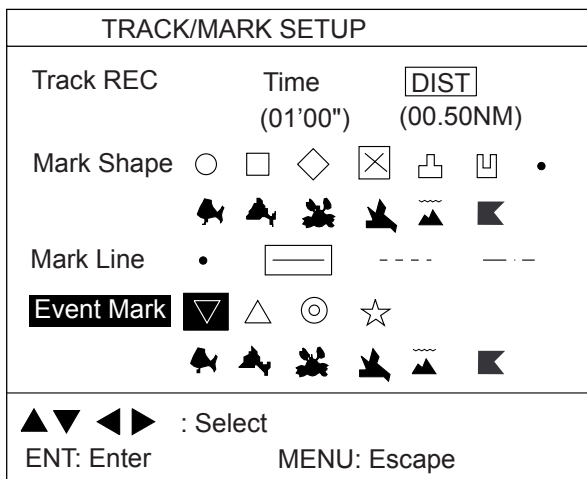 TRACK/MARK SETUP
Track REC Time DIST
(01'00") (00.50NM)
Mark Shape
Mark Line
Event Mark
: Select
ENT: Enter MENU: Escape